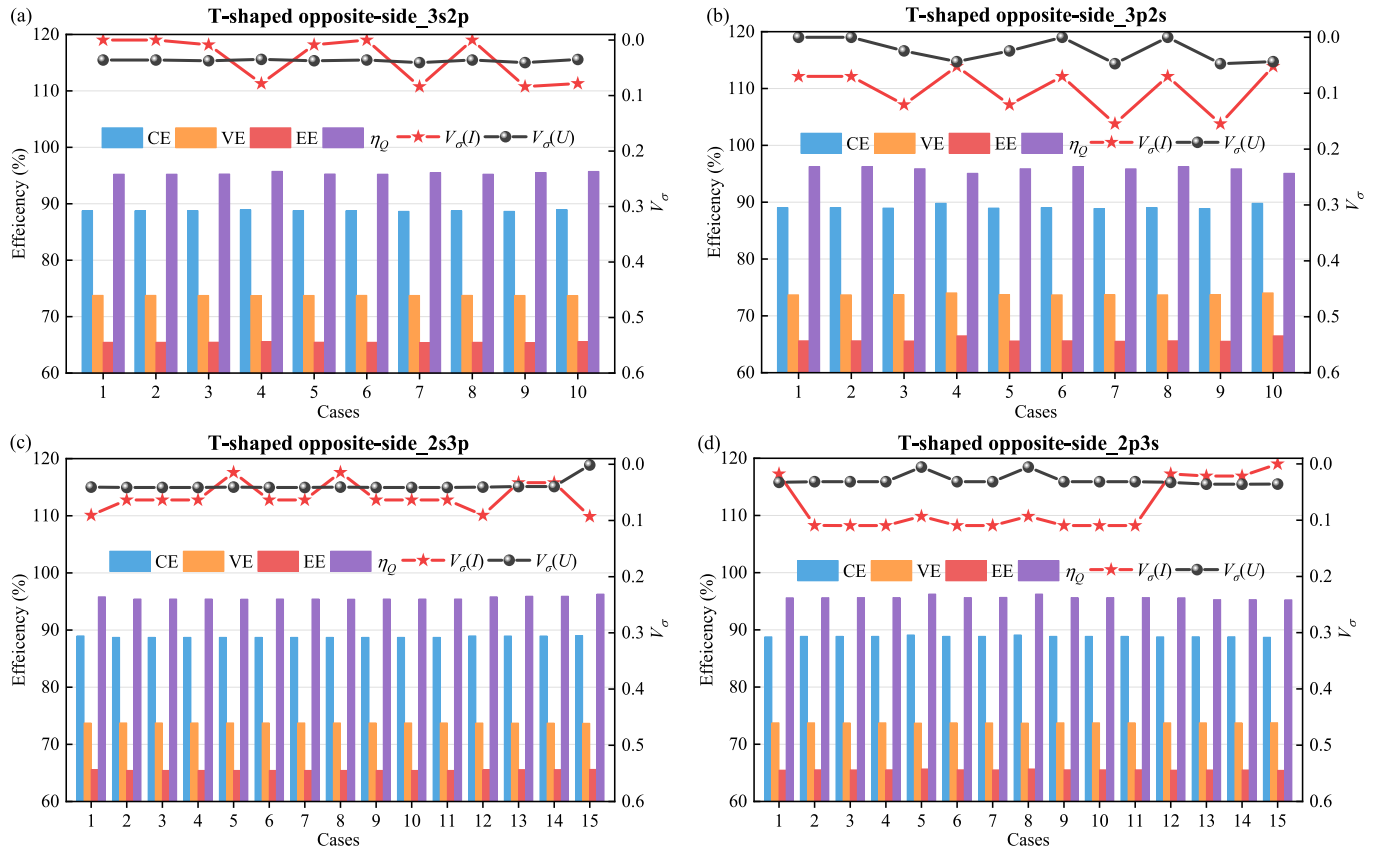 (a)
T-shaped opposite-side_3s2p
120
110
100
90
80
70
60
Effeicency (%)
0.0
0.1
0.2
0.3
0.4
0.5
0.6
Vσ
CE VE EE ηQ Vσ(I) Vσ(U)
1 2 3 4 5 6 7 8 9 10
Cases
(b)
T-shaped opposite-side_3p2s
120
110
100
90
80
70
60
Effeicency (%)
0.0
0.1
0.2
0.3
0.4
0.5
0.6
Vσ
CE VE EE ηQ Vσ(I) Vσ(U)
1 2 3 4 5 6 7 8 9 10
Cases
(c)
T-shaped opposite-side_2s3p
120
110
100
90
80
70
60
Effeicency (%)
0.0
0.1
0.2
0.3
0.4
0.5
0.6
Vσ
CE VE EE ηQ Vσ(I) Vσ(U)
1 2 3 4 5 6 7 8 9 10 11 12 13 14 15
Cases
(d)
T-shaped opposite-side_2p3s
120
110
100
90
80
70
60
Effeicency (%)
0.0
0.1
0.2
0.3
0.4
0.5
0.6
Vσ
CE VE EE ηQ Vσ(I) Vσ(U)
1 2 3 4 5 6 7 8 9 10 11 12 13 14 15
Cases